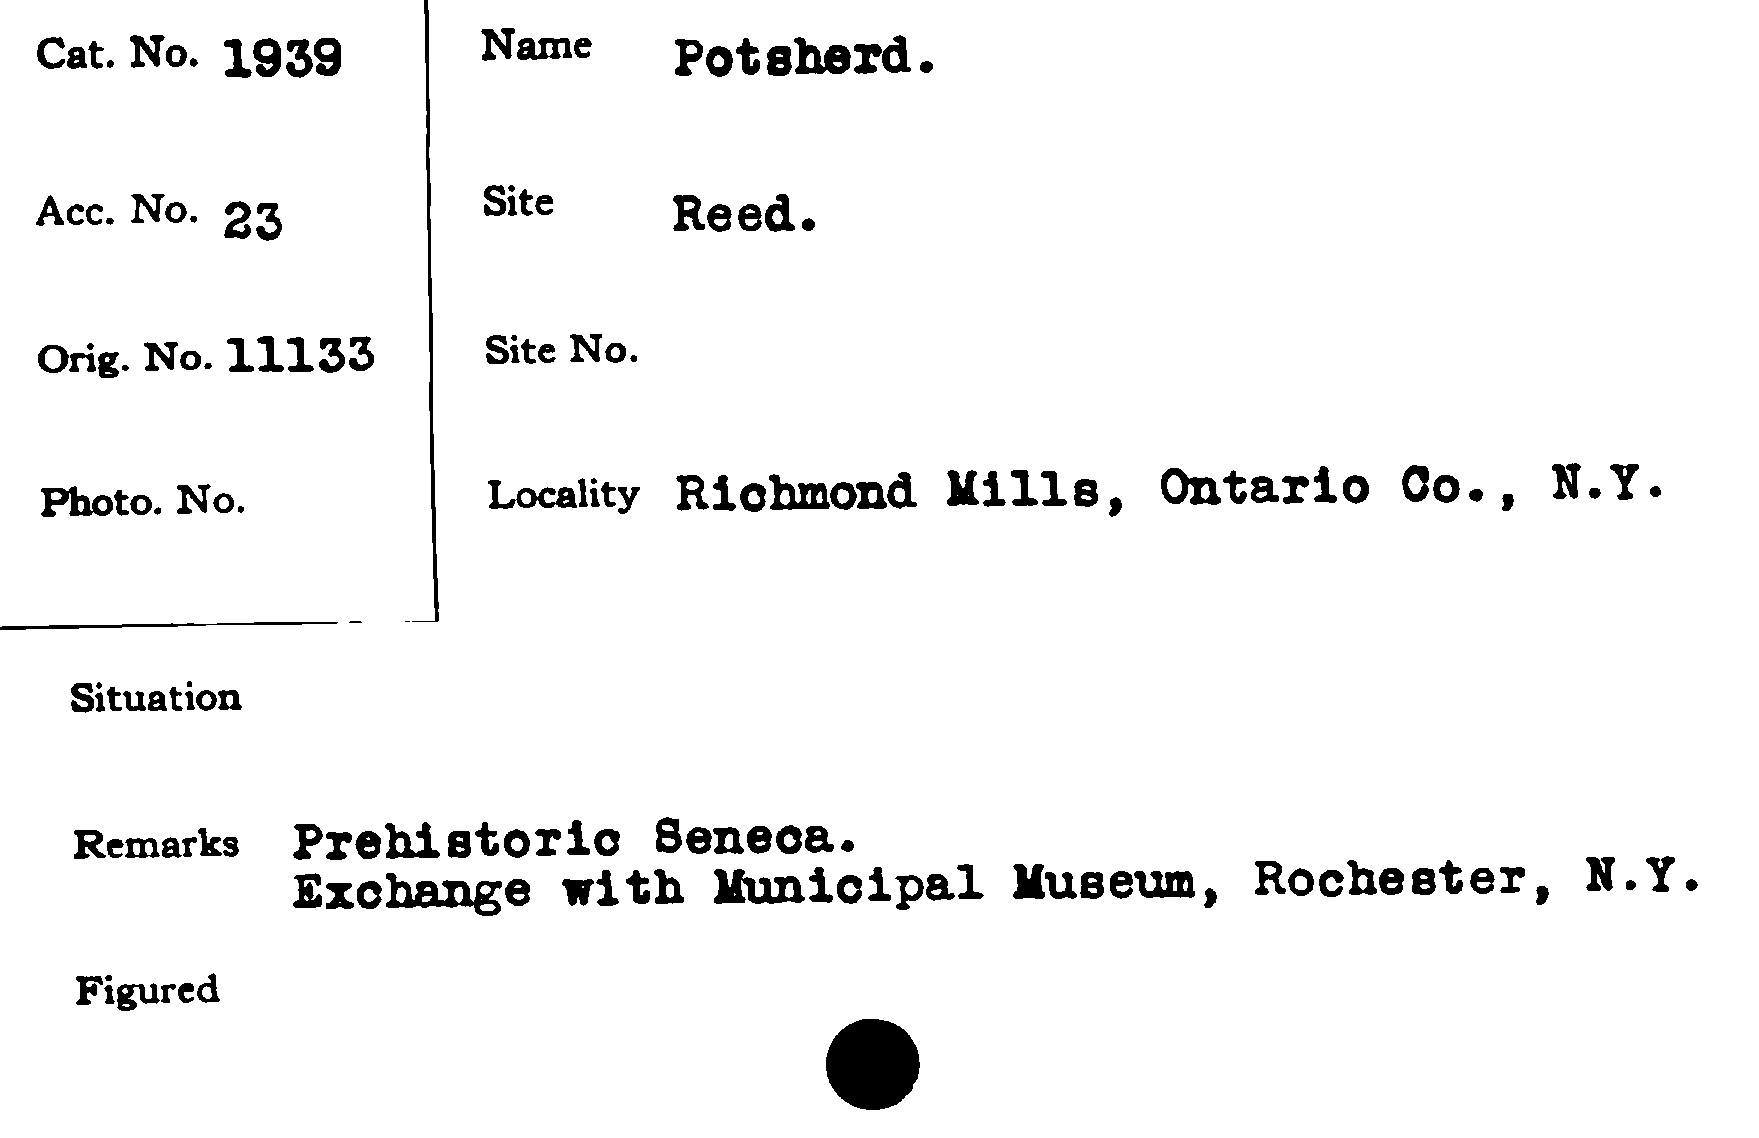 Cat. No. 1939
Name Potsherd.
Acc. No. 23
Site Reed.
Orig. No. 11133
Site No.
Photo. No.
Locality Richmond Mills, Ontario Co., N.Y.
Situation
Remarks Prehistoric Seneca.
Exchange with Municipal Museum, Rochester, N.Y.
Figured